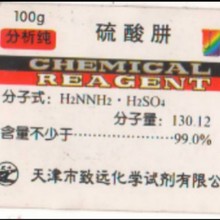 100g
分析纯
硫酸肼
CHEMICAL
REAGENT
分子式：H2NNH2·H2SO4
分子量：130.12
含量不少于 99.0%
天津市致远化学试剂有限公司